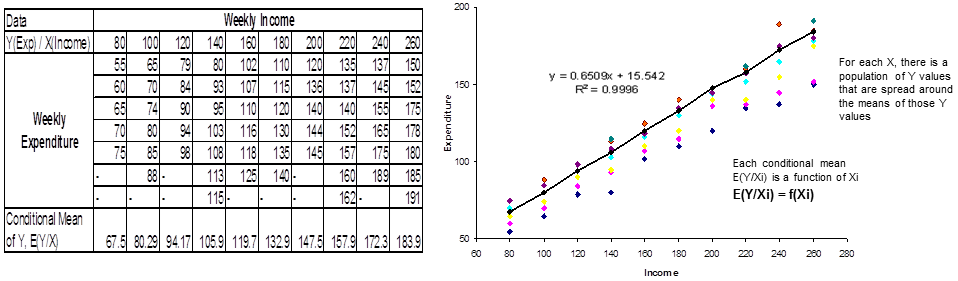 Data Weekly Income
Y(Exp) / X(Income) 80 100 120 140 160 180 200 220 240 260
55 65 79 80 102 110 120 135 137 150
60 70 84 93 107 115 136 137 145 152
Weekly 65 74 90 95 110 120 140 140 155 175
Expenditure 70 80 94 103 116 130 144 152 165 178
75 85 98 108 118 135 145 157 175 180
- 88 - 113 125 140 - 160 189 185
- - - 115 - - - 162 - 191
Conditional Mean
of Y, E(Y/X) 67.5 80.29 94.17 105.9 119.7 132.9 147.5 157.9 172.3 183.9
200
150
100
50
Expenditure
y = 0.6509x + 15.542
R² = 0.9996
60 80 100 120 140 160 180 200 220 240 260 280
Income
Each conditional mean
E(Y/Xi) is a function of Xi
E(Y/Xi) = f(Xi)
For each X, there is a
population of Y values
that are spread around
the means of those Y
values